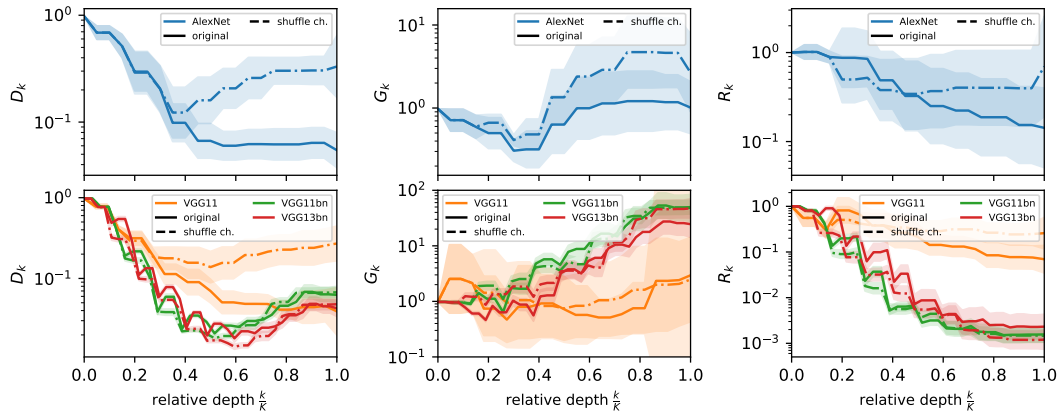 AlexNet
original
shuffle ch.
D_k
10^0
10^-1
AlexNet
original
shuffle ch.
G_k
10^0
AlexNet
original
shuffle ch.
R_k
10^0
10^-1
VGG11
original
shuffle ch.
VGG11bn
VGG13bn
D_k
10^0
10^-1
0.0 0.2 0.4 0.6 0.8 1.0
relative depth k/K
VGG11
original
shuffle ch.
VGG11bn
VGG13bn
G_k
10^2
10^1
10^0
10^-1
0.0 0.2 0.4 0.6 0.8 1.0
relative depth k/K
VGG11
original
shuffle ch.
VGG11bn
VGG13bn
R_k
10^0
10^-1
10^-2
10^-3
0.0 0.2 0.4 0.6 0.8 1.0
relative depth k/K